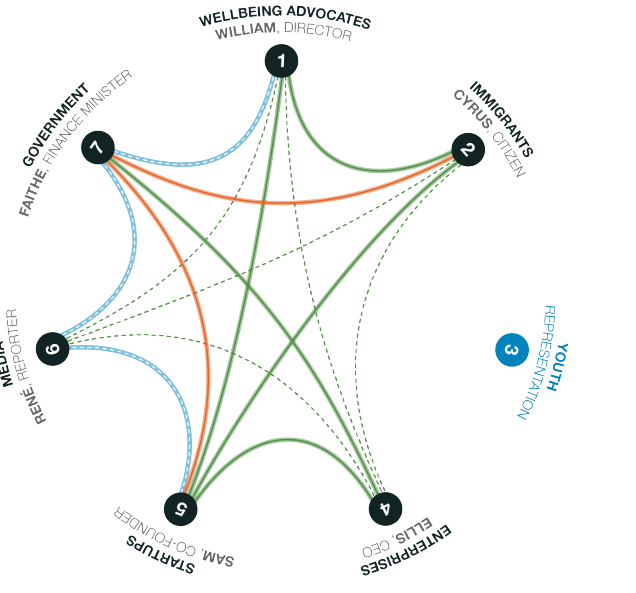 WELLBEING ADVOCATES
WILLIAM, DIRECTOR
1
IMMIGRANTS
CYRUS, CITIZEN
2
YOUTH
REPRESENTATION
3
ENTERPRISES
ELLIS, CEO
4
STARTUPS
SAM, CO-FOUNDER
5
MEDIA
RENÉ, REPORTER
6
GOVERNMENT
FAITHE, FINANCE MINISTER
7